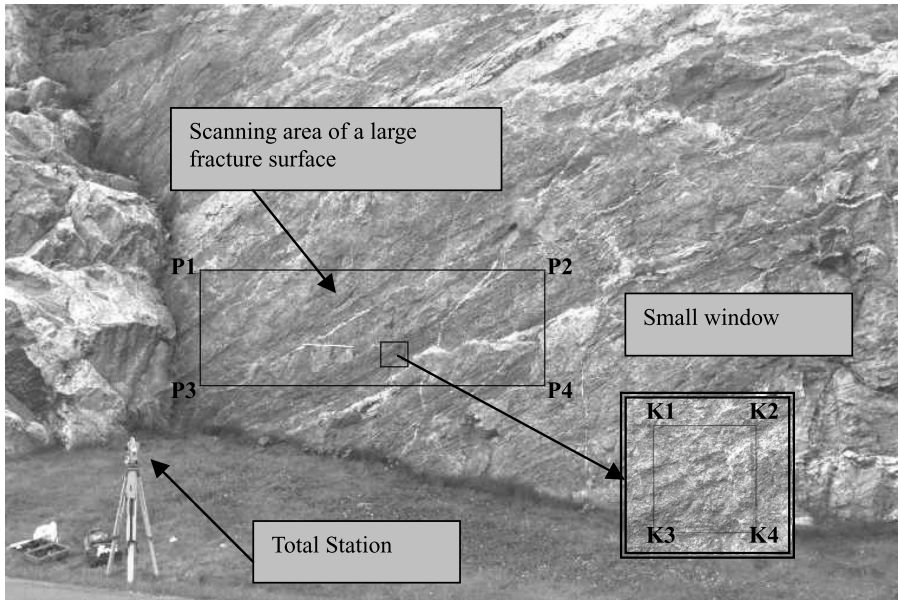 Scanning area of a large
fracture surface
P1
P2
Small window
P3
P4
K1
K2
K3
K4
Total Station